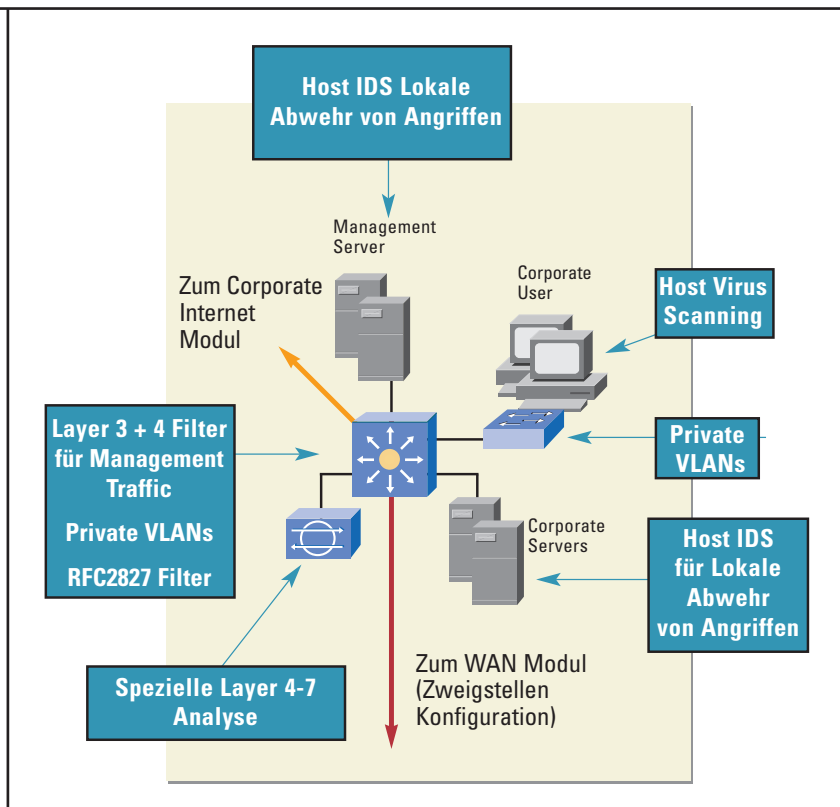 Host IDS Lokale
Abwehr von Angriffen
Management
Server
Zum Corporate
Internet
Modul
Corporate
User
Host Virus
Scanning
Layer 3 + 4 Filter
für Management
Traffic
Private VLANs
RFC2827 Filter
Private
VLANs
Corporate
Servers
Host IDS
für Lokale
Abwehr
von Angriffen
Zum WAN Modul
(Zweigstellen
Konfiguration)
Spezielle Layer 4-7
Analyse